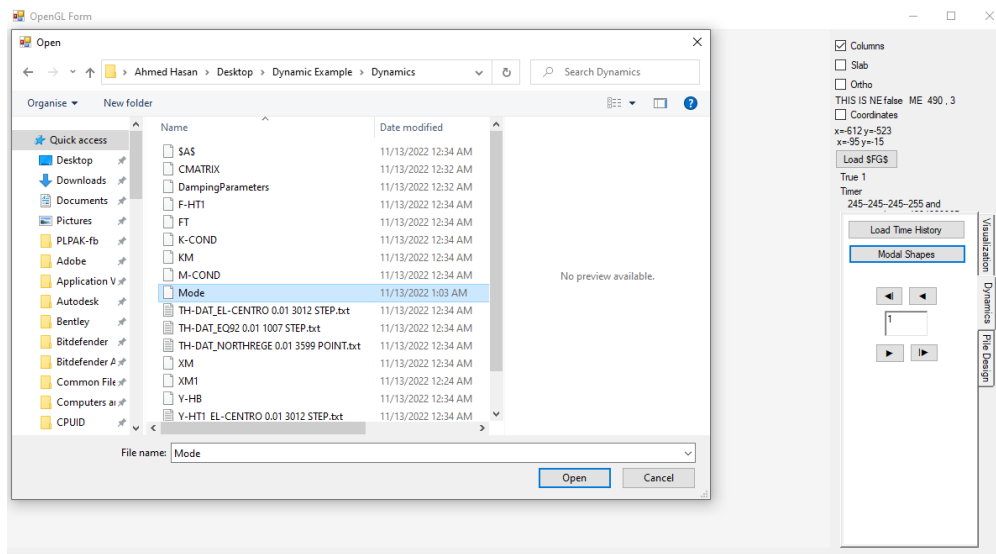 OpenGL Form
Open
Ahmed Hasan > Desktop > Dynamic Example > Dynamics
Search Dynamics
Organise
New folder
Name
Date modified
Quick access
Desktop
Downloads
Documents
Pictures
PLPAK-fb
Adobe
Application V
Autodesk
Bentley
Bitdefender
Bitdefender A
Common File
Computers a
CPUID
$A$ 11/13/2022 12:34 AM
CMATRIX 11/13/2022 12:32 AM
DampingParameters 11/13/2022 12:32 AM
F-HT1 11/13/2022 12:34 AM
FT 11/13/2022 12:34 AM
K-COND 11/13/2022 12:34 AM
KM 11/13/2022 12:34 AM
M-COND 11/13/2022 12:34 AM
Mode 11/13/2022 1:03 AM
TH-DAT_EL-CENTRO 0.01 3012 STEP.txt 11/13/2022 12:34 AM
TH-DAT_EQ92 0.01 1007 STEP.txt 11/13/2022 12:34 AM
TH-DAT_NORTHREGE 0.01 3599 POINT.txt 11/13/2022 12:34 AM
XM 11/13/2022 12:34 AM
XM1 11/13/2022 12:24 AM
Y-HB 11/13/2022 12:34 AM
Y-HT1 EL-CENTRO 0.01 3012 STEP.txt 11/13/2022 12:34 AM
No preview available.
File name: Mode
Open
Cancel
Columns
Slab
Ortho
THIS IS NE false ME 490 , 3
Coordinates
x=-612 y=-523
x=-95 y=-15
Load $FG$
True 1
Timer
245--245--245--255 and
Load Time History
Modal Shapes
1
Visualization
Dynamics
Pile Design